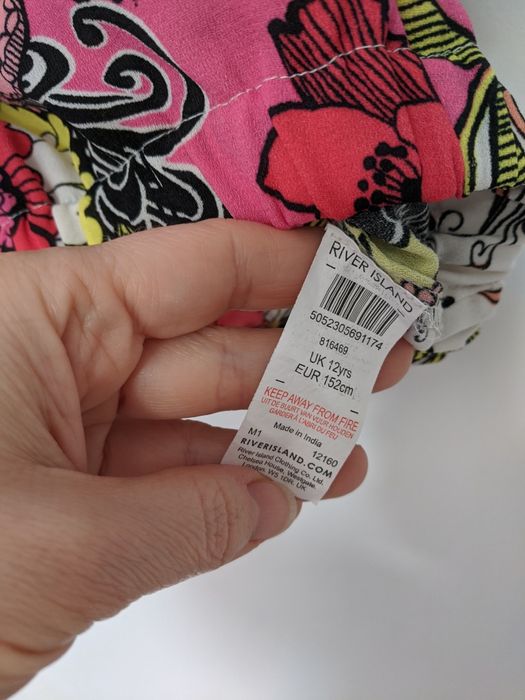 RIVER ISLAND
5052305691174
816469
UK 12yrs
EUR 152cm
KEEP AWAY FROM FIRE
UIT DE BUURT VAN VUUR HOUDEN
GARDER À L'ABRI DU FEU
Made in India
M1 12160
RIVERISLAND.COM
River Island Clothing Co. Ltd.
Chelsea House, Westgate,
London. W5 1DR. UK